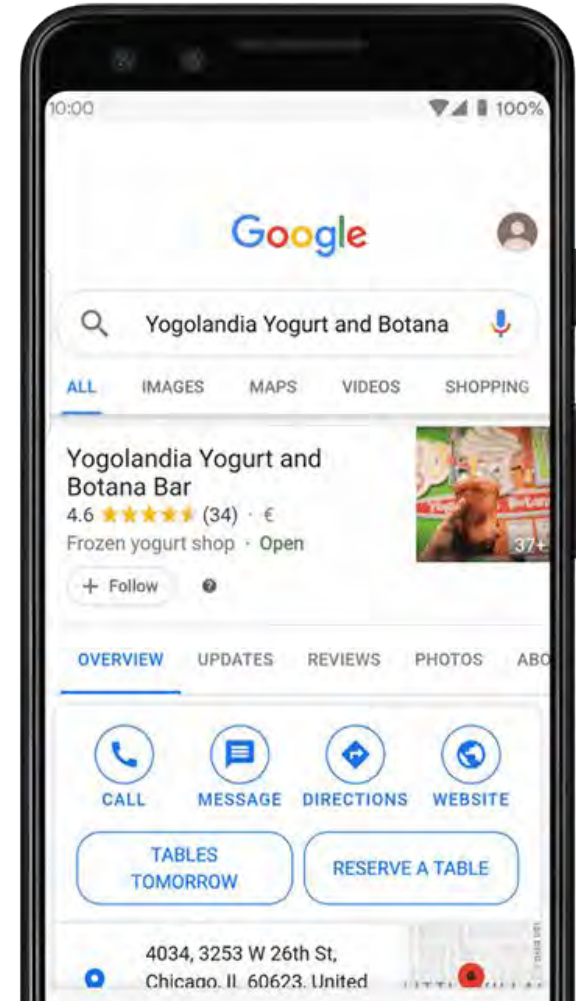 10:00 100%
Google
Yogolandia Yogurt and Botana
ALL IMAGES MAPS VIDEOS SHOPPING
Yogolandia Yogurt and
Botana Bar
4.6 (34) · €
Frozen yogurt shop · Open
37+
+ Follow
OVERVIEW UPDATES REVIEWS PHOTOS ABO
CALL MESSAGE DIRECTIONS WEBSITE
TABLES
TOMORROW
RESERVE A TABLE
4034, 3253 W 26th St,
Chicago, IL 60623, United